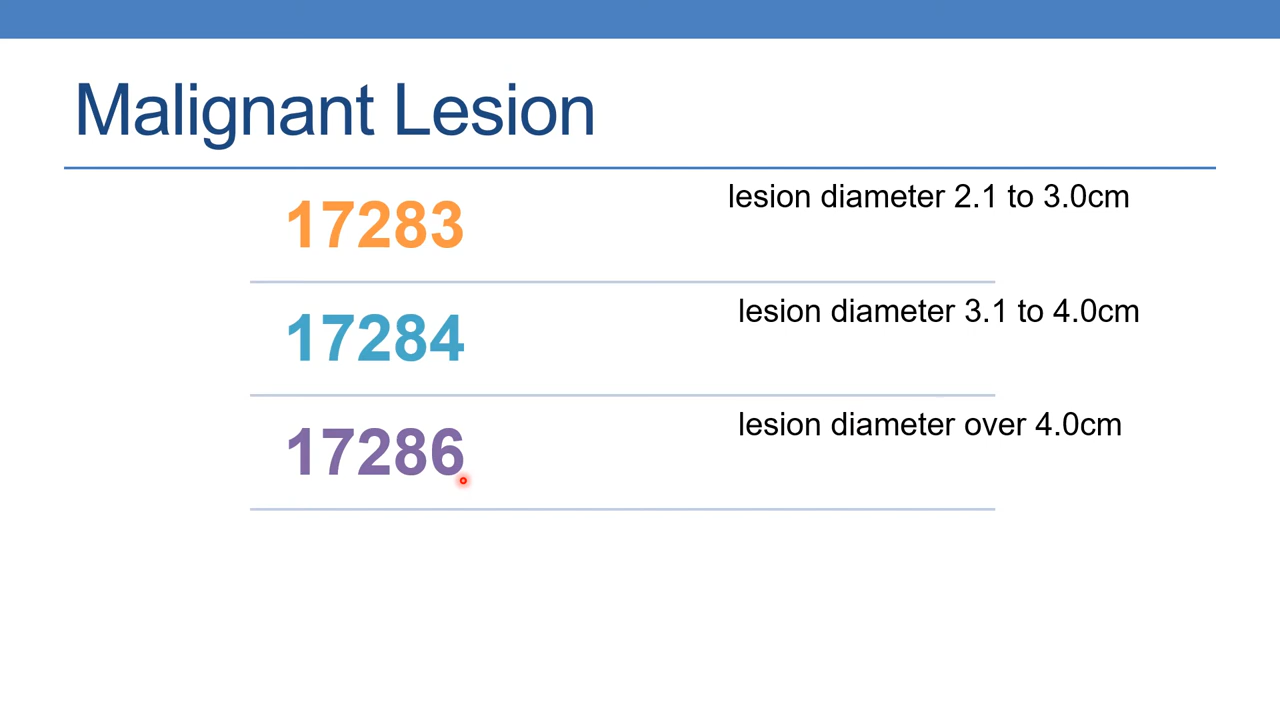 Malignant Lesion
17283
lesion diameter 2.1 to 3.0cm
17284
lesion diameter 3.1 to 4.0cm
17286
lesion diameter over 4.0cm